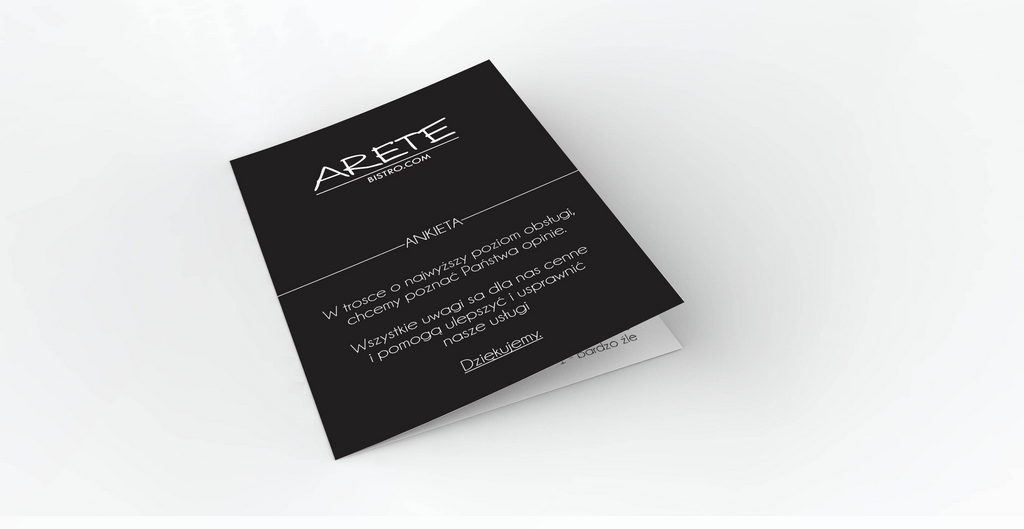 ARETE
BISTRO.COM
ANKIETA
W trosce o najwyższy poziom obsługi,
chcemy poznać Państwa opinie.
Wszystkie uwagi sa dla nas cenne
i pomogą ulepszyć i usprawnić
nasze usługi
Dziękujemy.
- bardzo źle